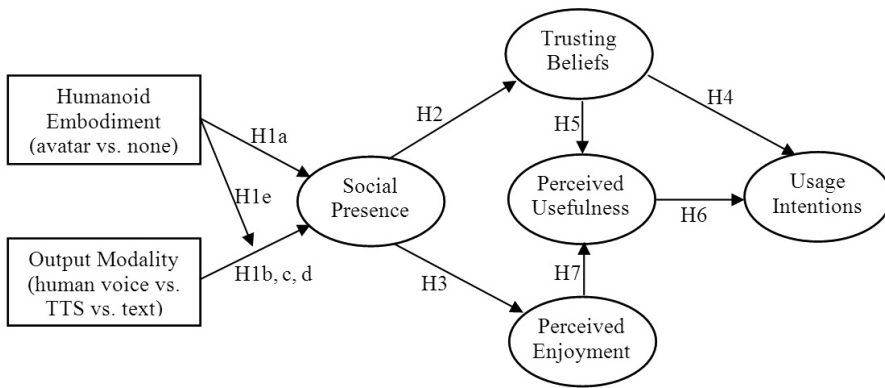 Trusting
Beliefs
Humanoid
Embodiment
(avatar vs. none)
H1a
H2
H4
H5
H1e
Social
Presence
Perceived
Usefulness
H6
Usage
Intentions
Output Modality
(human voice vs.
TTS vs. text)
H1b, c, d
H3
H7
Perceived
Enjoyment